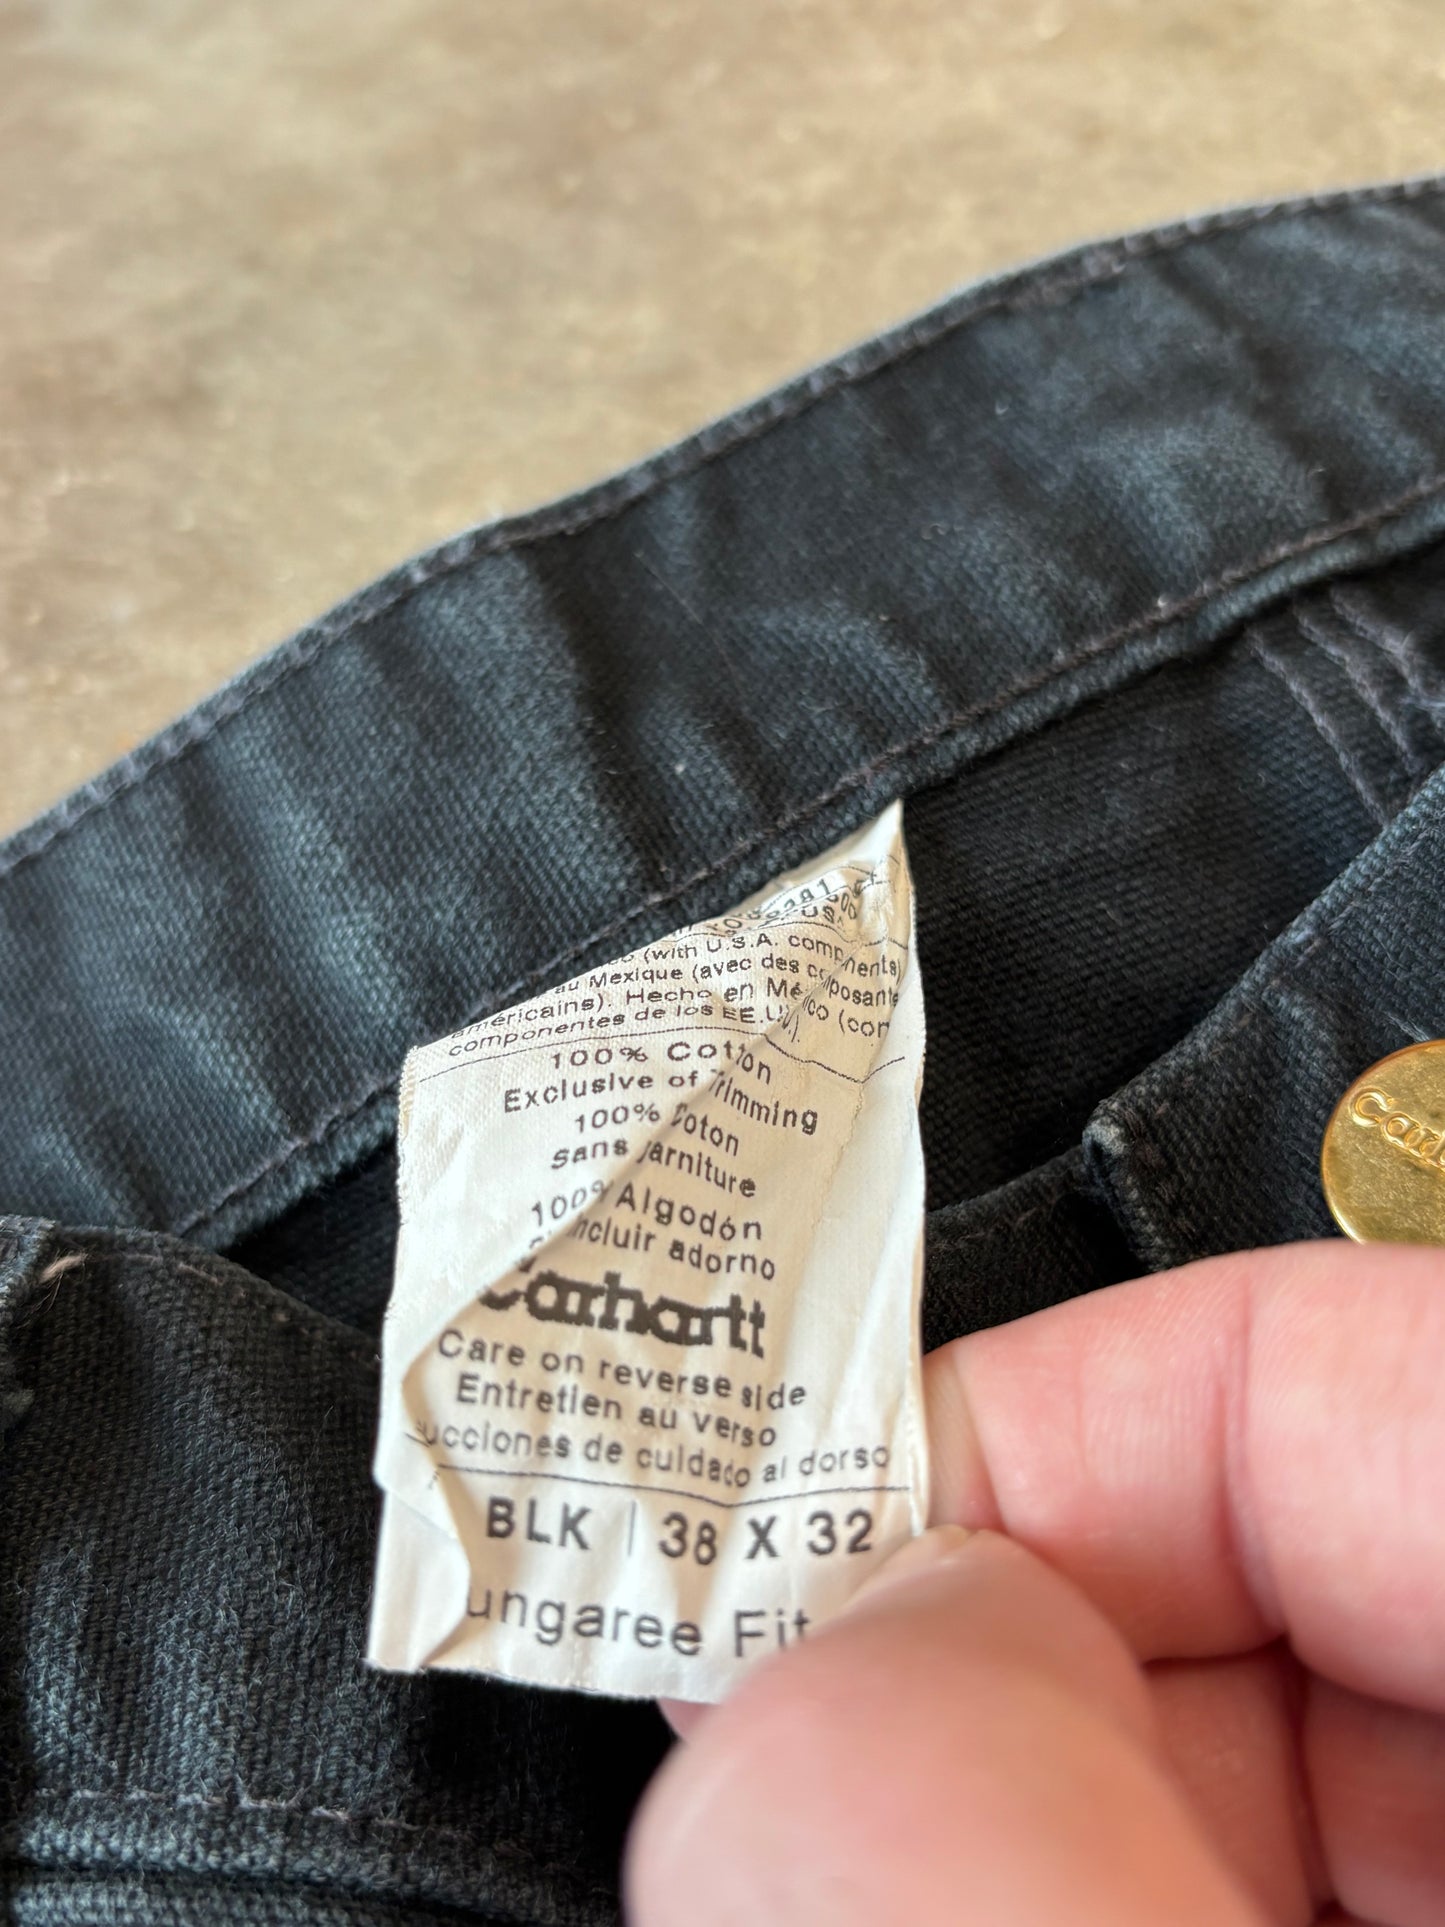 (with U.S.A. components)
au Mexique (avec des composante
américains). Hecho en México (con
componentes de los EE.UU.)
100% Cotton
Exclusive of Trimming
100% Coton
sans garniture
100% Algodón
incluir adorno
Carhartt
Care on reverse side
Entretien au verso
ucciones de cuidado al dorso
BLK | 38 X 32
ungaree Fit